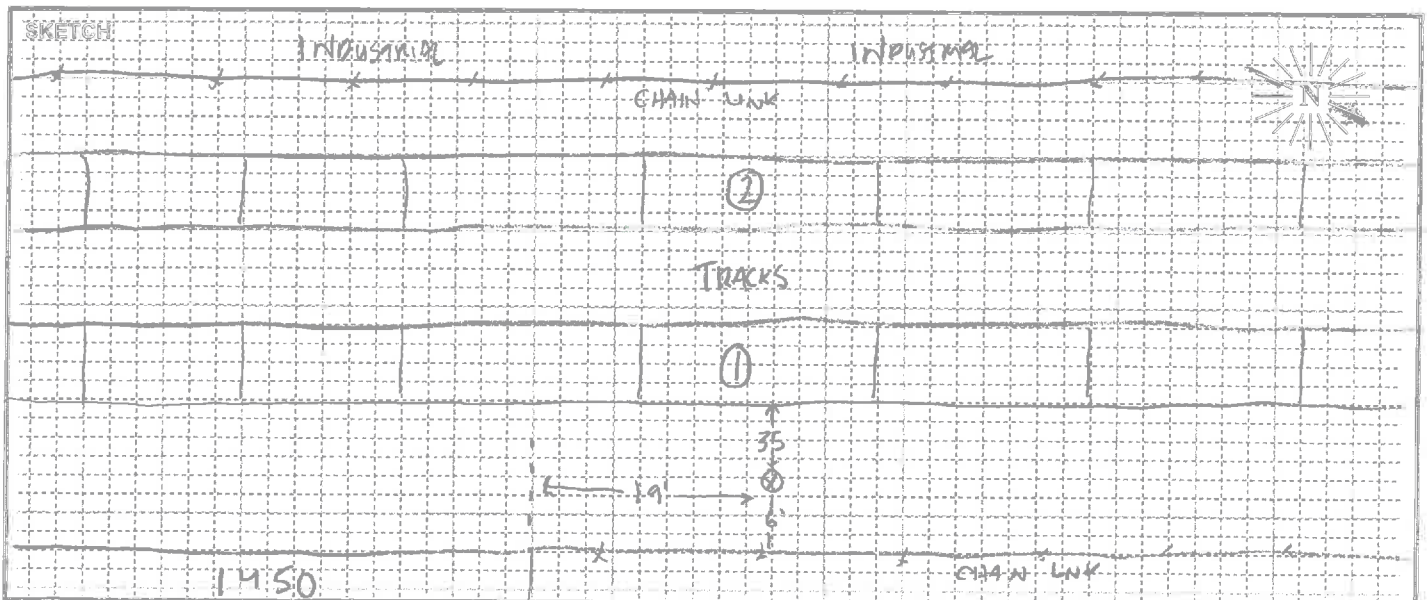 SKETCH
INDUSTRIAL INDUSTRIAL
CHAIN LINK
N
②
TRACKS
①
35
19'
6'
1450
CHAIN LINK